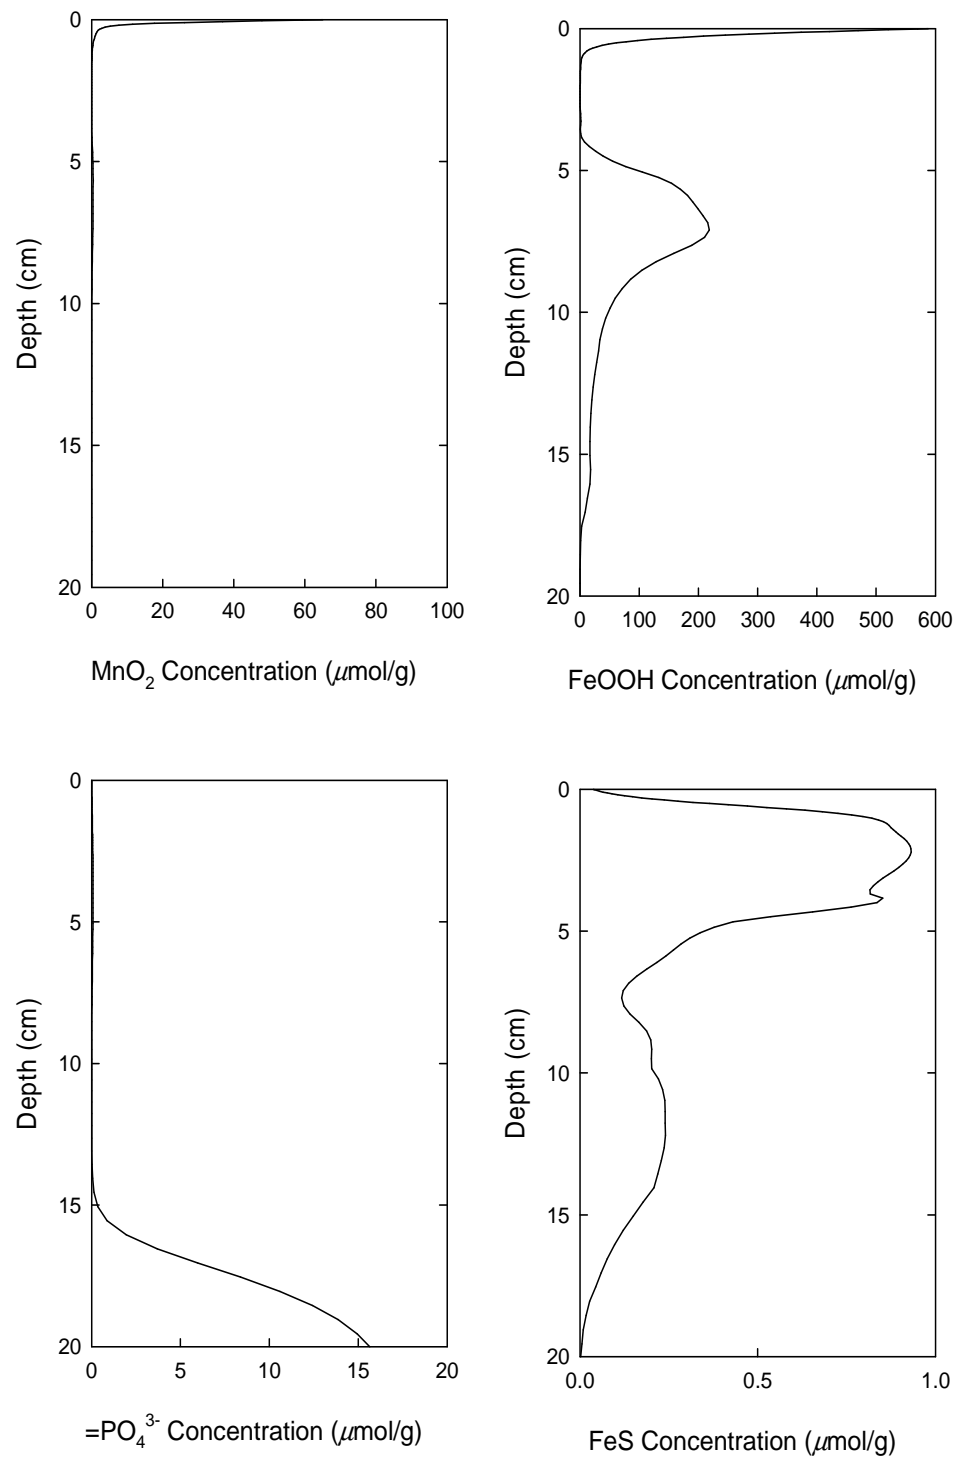 0
5
10
15
20
Depth (cm)
0 20 40 60 80 100
MnO₂ Concentration (μmol/g)
0
5
10
15
20
Depth (cm)
0 100 200 300 400 500 600
FeOOH Concentration (μmol/g)
0
5
10
15
20
Depth (cm)
0 5 10 15 20
=PO₄³⁻ Concentration (μmol/g)
0
5
10
15
20
Depth (cm)
0.0 0.5 1.0
FeS Concentration (μmol/g)